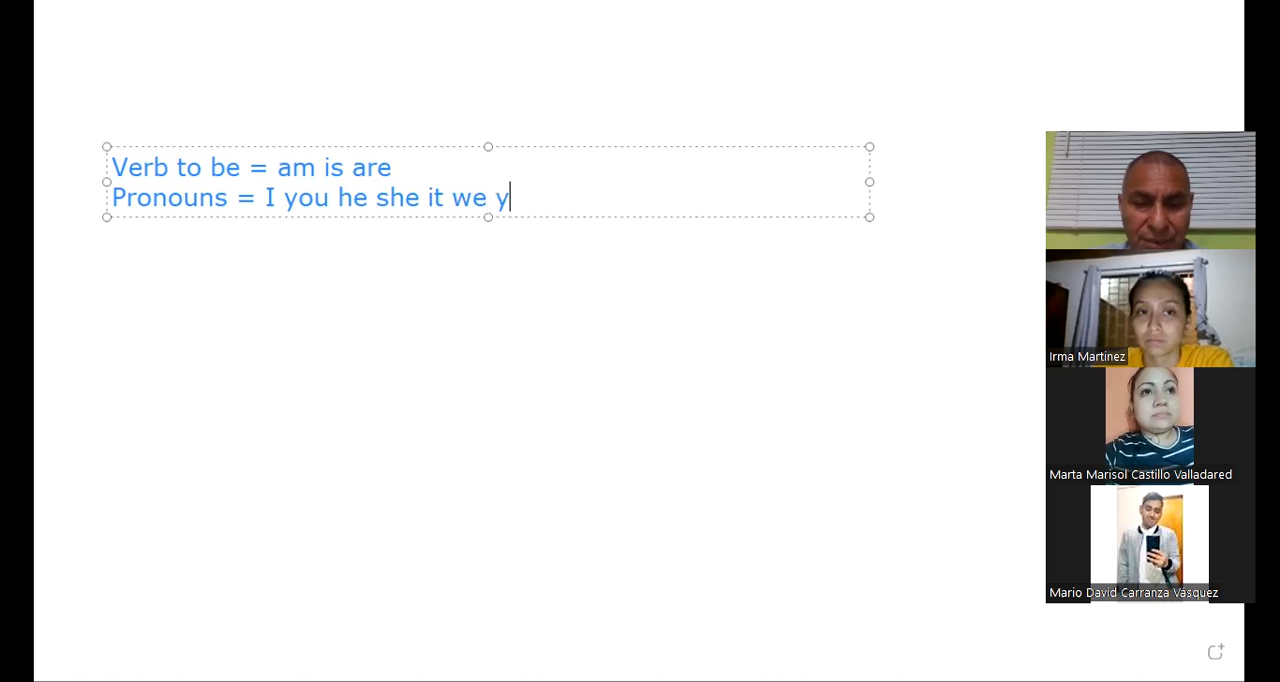 Verb to be = am is are
Pronouns = I you he she it we y
Irma Martinez
Marta Marisol Castillo Valladared
Mario David Carranza Vásquez